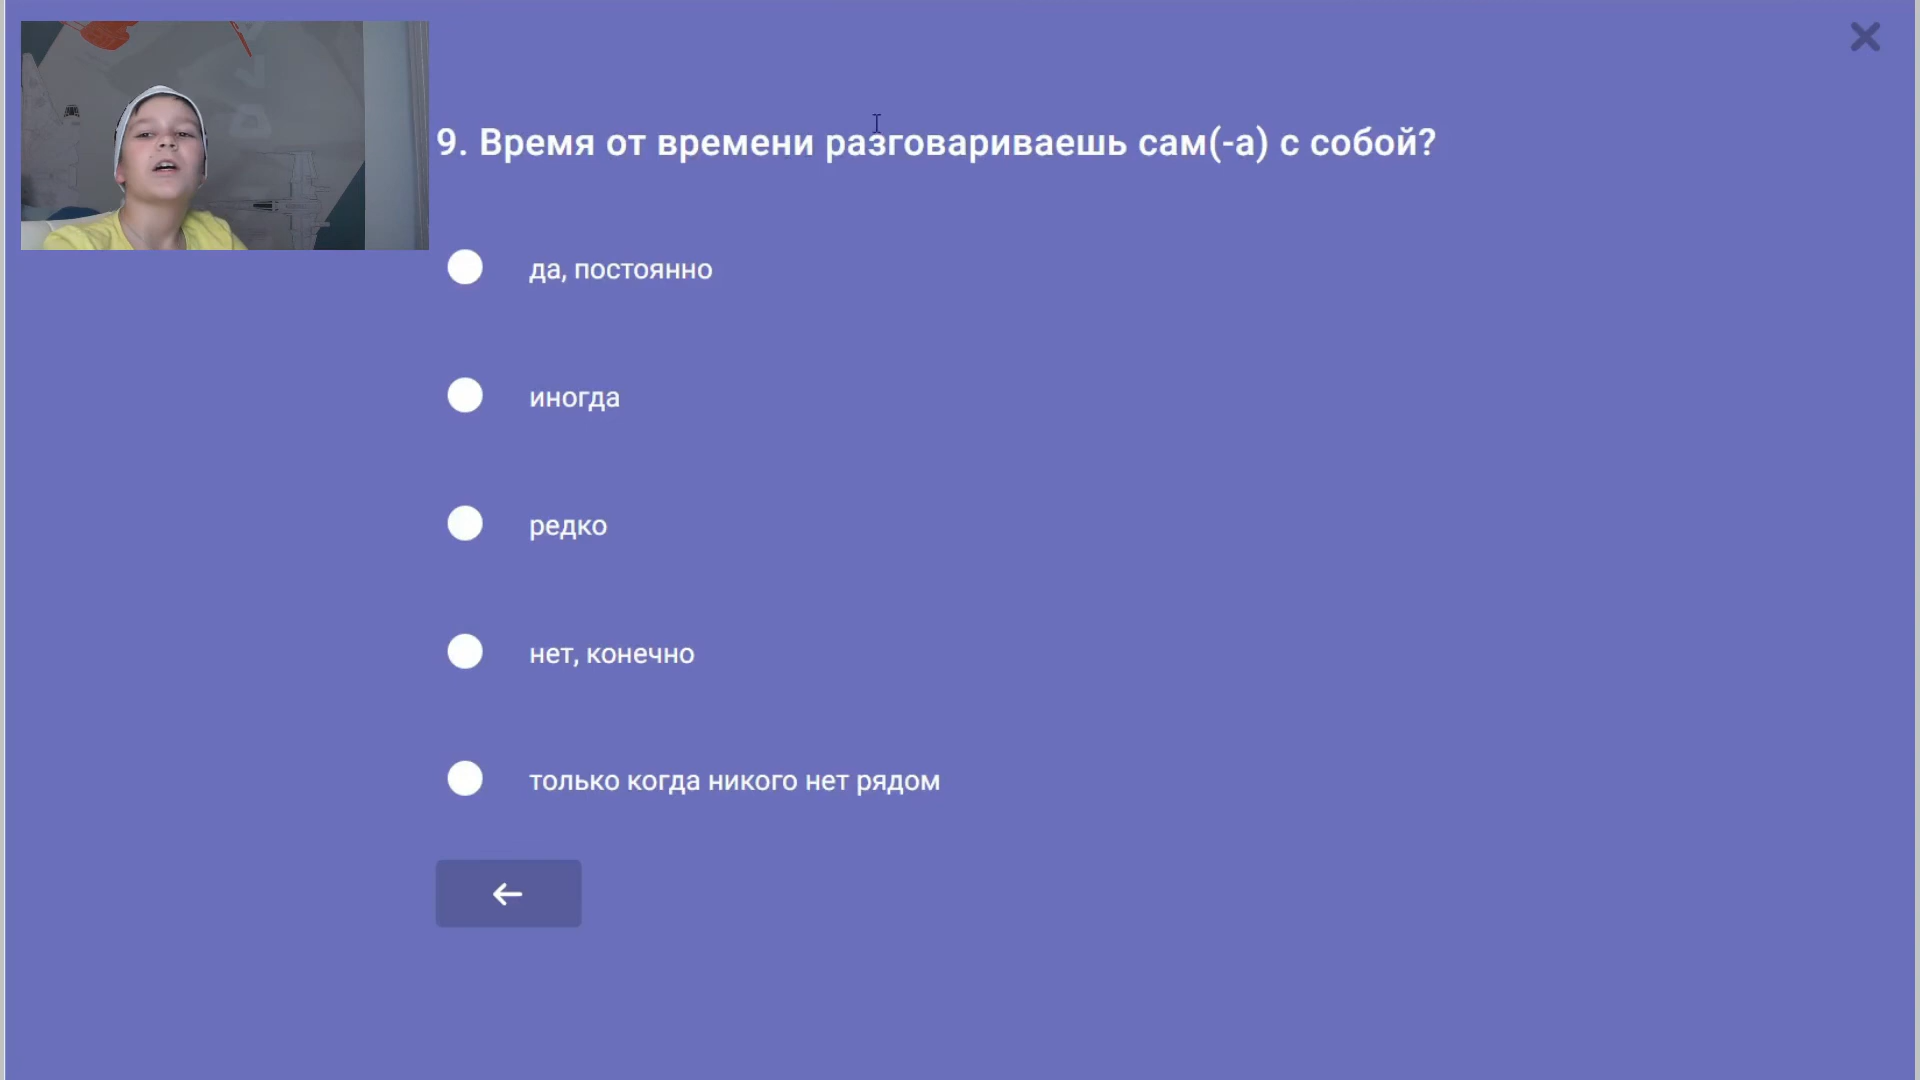 9. Время от времени разговариваешь сам(-а) с собой?
да, постоянно
иногда
редко
нет, конечно
только когда никого нет рядом